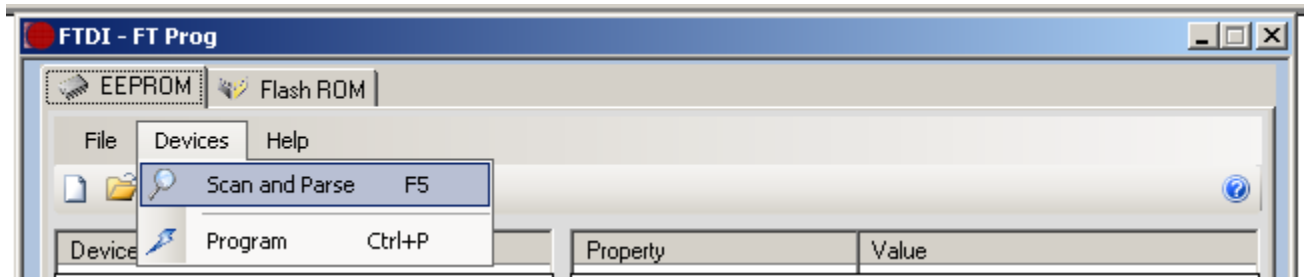 FTDI - FT Prog
EEPROM Flash ROM
File Devices Help
Scan and Parse F5
Program Ctrl+P
Device Property Value